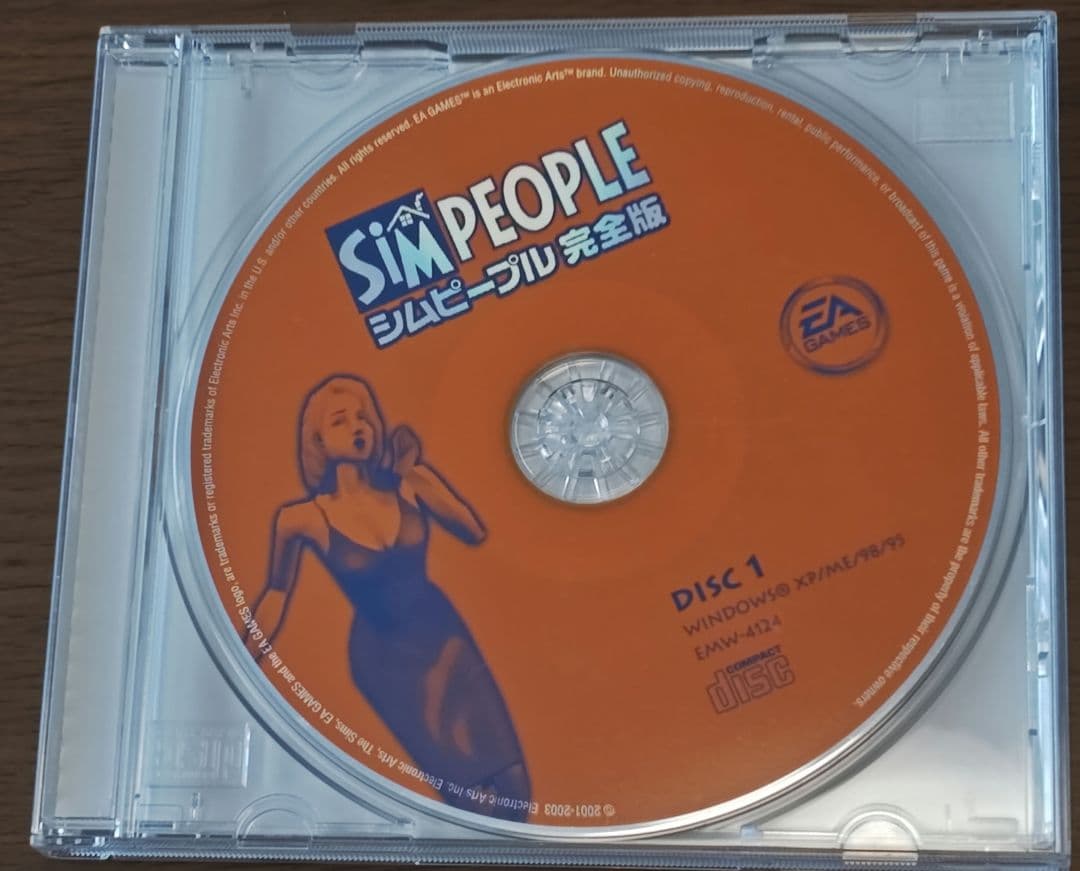 SiM PEOPLE
シムピープル 完全版
EA
GAMES
DISC 1
WINDOWS® XP/ME/98/95
EMW-4124
COMPACT
disc
© 2001-2003 Electronic Arts Inc. Electronic Arts, The Sims, EA GAMES and the EA GAMES logo, are trademarks or registered trademarks of Electronic Arts Inc. in the U.S. and/or other countries. All rights reserved. EA GAMES™ is an Electronic Arts™ brand. Unauthorized copying, reproduction, rental, public performance, or broadcast of this game is a violation of applicable laws. All other trademarks are the property of their respective owners.